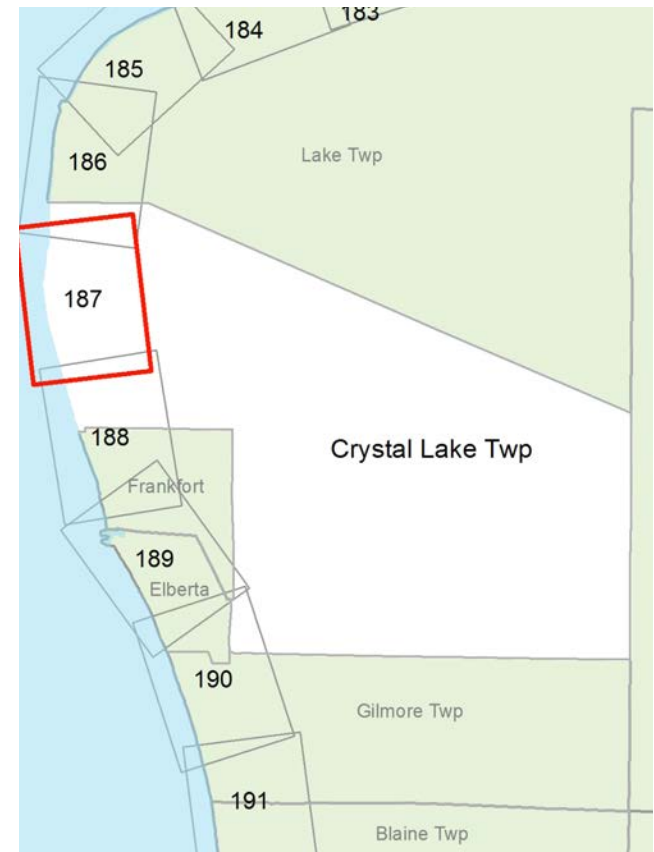 183
184
185
186
Lake Twp
187
188
Crystal Lake Twp
Frankfort
189
Elberta
190
Gilmore Twp
191
Blaine Twp